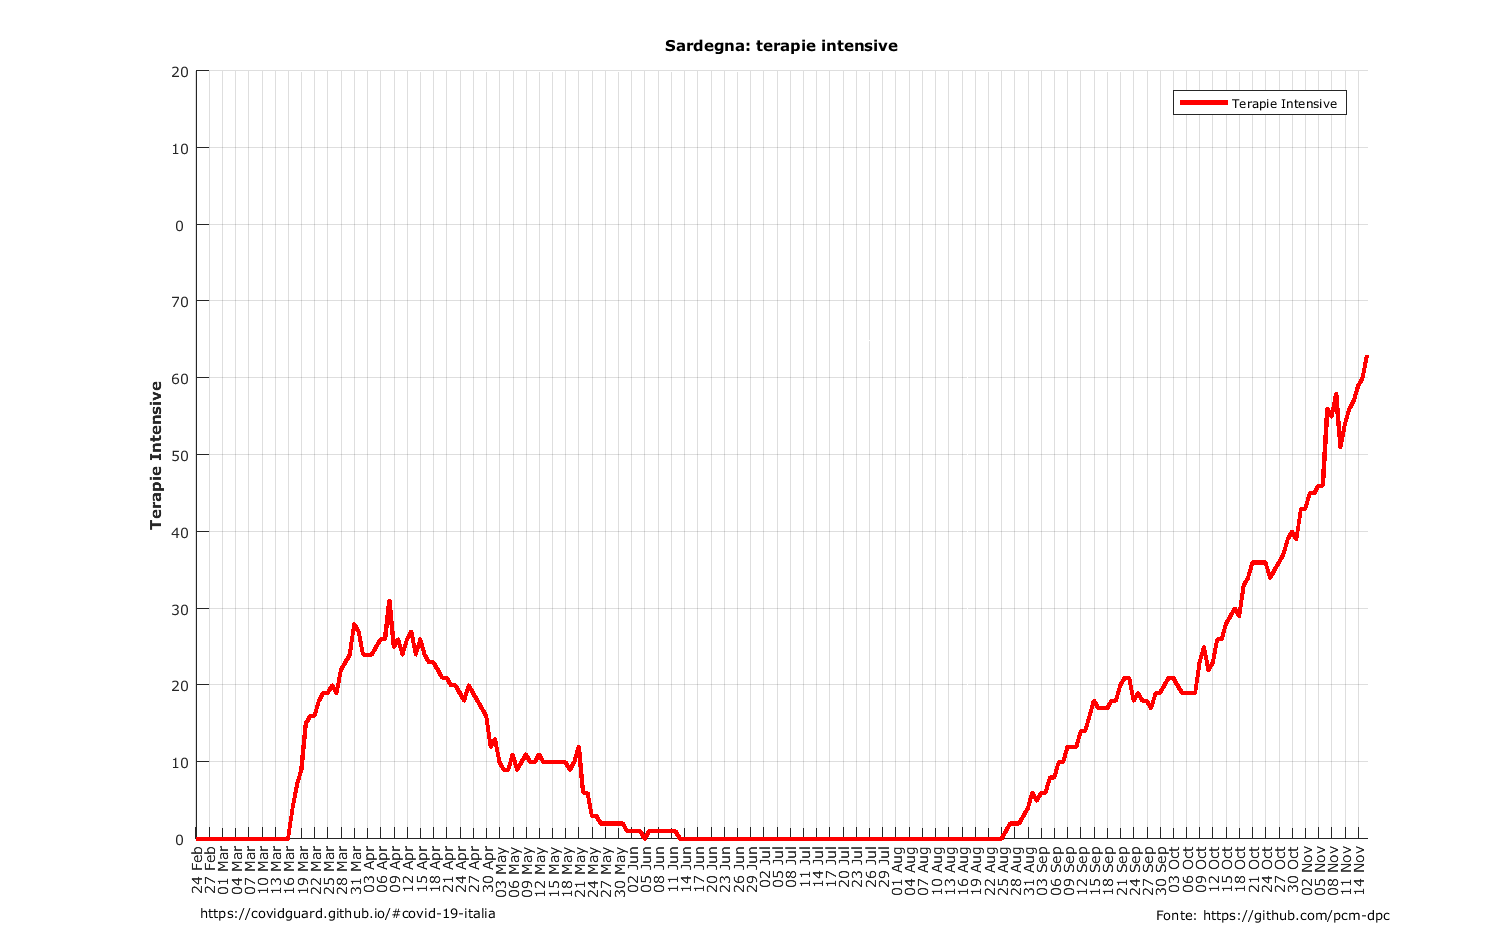 Sardegna: terapie intensive
Terapie Intensive
20
10
0
70
60
50
40
30
20
10
0
Terapie Intensive
24 Feb
27 Feb
01 Mar
04 Mar
07 Mar
10 Mar
13 Mar
16 Mar
19 Mar
22 Mar
25 Mar
28 Mar
31 Mar
03 Apr
06 Apr
09 Apr
12 Apr
15 Apr
18 Apr
21 Apr
24 Apr
27 Apr
30 Apr
03 May
06 May
09 May
12 May
15 May
18 May
21 May
24 May
27 May
30 May
02 Jun
05 Jun
08 Jun
11 Jun
14 Jun
17 Jun
20 Jun
23 Jun
26 Jun
29 Jun
02 Jul
05 Jul
08 Jul
11 Jul
14 Jul
17 Jul
20 Jul
23 Jul
26 Jul
29 Jul
01 Aug
04 Aug
07 Aug
10 Aug
13 Aug
16 Aug
19 Aug
22 Aug
25 Aug
28 Aug
31 Aug
03 Sep
06 Sep
09 Sep
12 Sep
15 Sep
18 Sep
21 Sep
24 Sep
27 Sep
30 Sep
03 Oct
06 Oct
09 Oct
12 Oct
15 Oct
18 Oct
21 Oct
24 Oct
27 Oct
30 Oct
02 Nov
05 Nov
08 Nov
11 Nov
14 Nov
https://covidguard.github.io/#covid-19-italia
Fonte: https://github.com/pcm-dpc